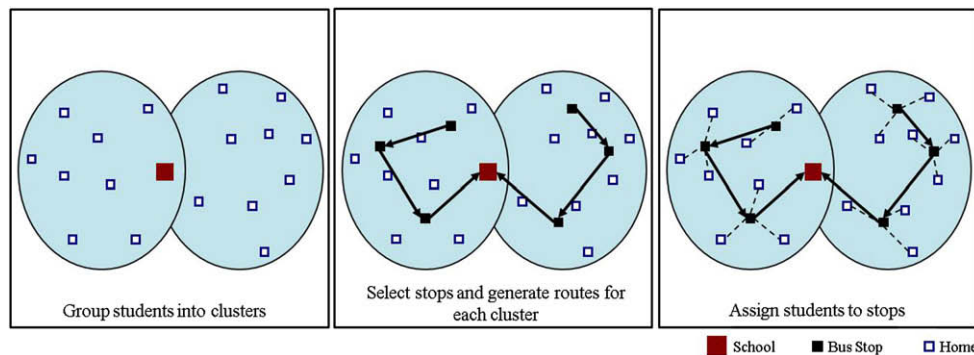 Group students into clusters
Select stops and generate routes for
each cluster
Assign students to stops
School
Bus Stop
Home